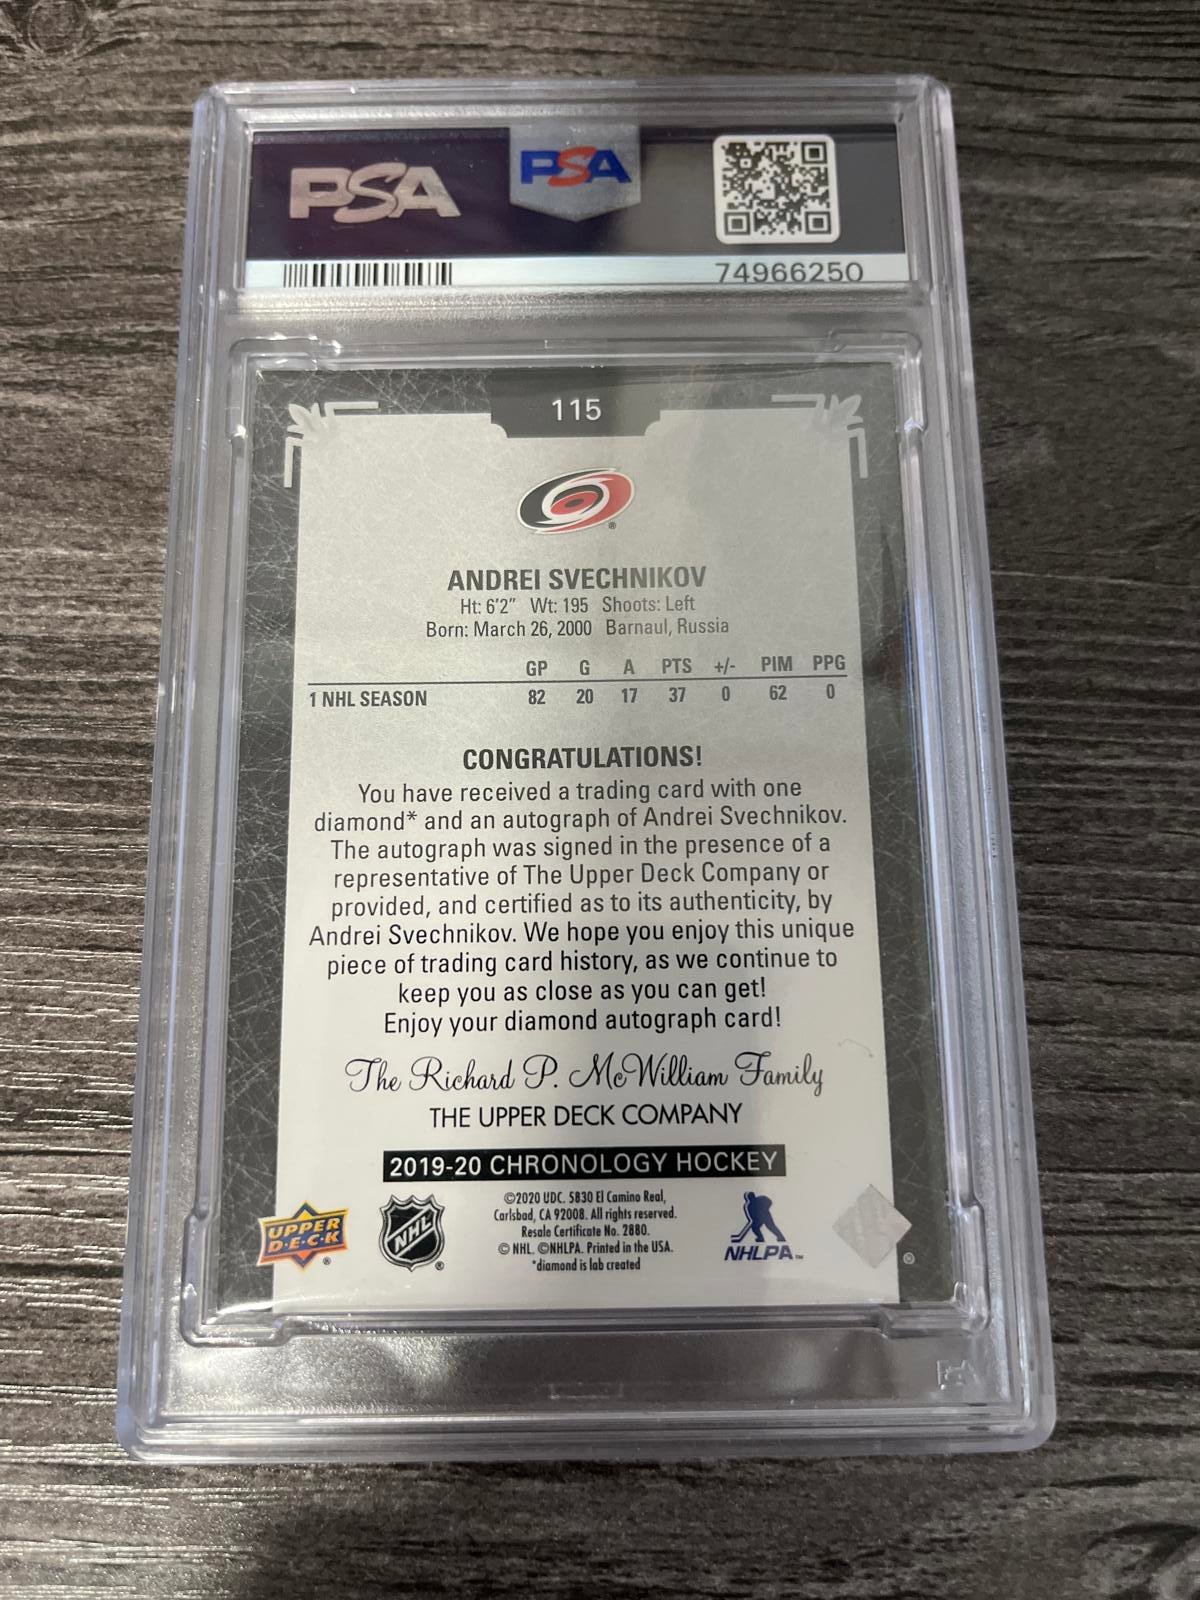 PSA PSA
74966250
115
®
ANDREI SVECHNIKOV
Ht: 6'2" Wt: 195 Shoots: Left
Born: March 26, 2000 Barnaul, Russia
GP G A PTS +/- PIM PPG
1 NHL SEASON 82 20 17 37 0 62 0
CONGRATULATIONS!
You have received a trading card with one
diamond* and an autograph of Andrei Svechnikov.
The autograph was signed in the presence of a
representative of The Upper Deck Company or
provided, and certified as to its authenticity, by
Andrei Svechnikov. We hope you enjoy this unique
piece of trading card history, as we continue to
keep you as close as you can get!
Enjoy your diamond autograph card!
The Richard P. McWilliam Family
THE UPPER DECK COMPANY
2019-20 CHRONOLOGY HOCKEY
UPPER
D·E·C·K
®
NHL
®
©2020 UDC. 5830 El Camino Real,
Carlsbad, CA 92008. All rights reserved.
Resale Certificate No. 2880.
© NHL. ©NHLPA. Printed in the USA.
*diamond is lab created
NHLPA™
®